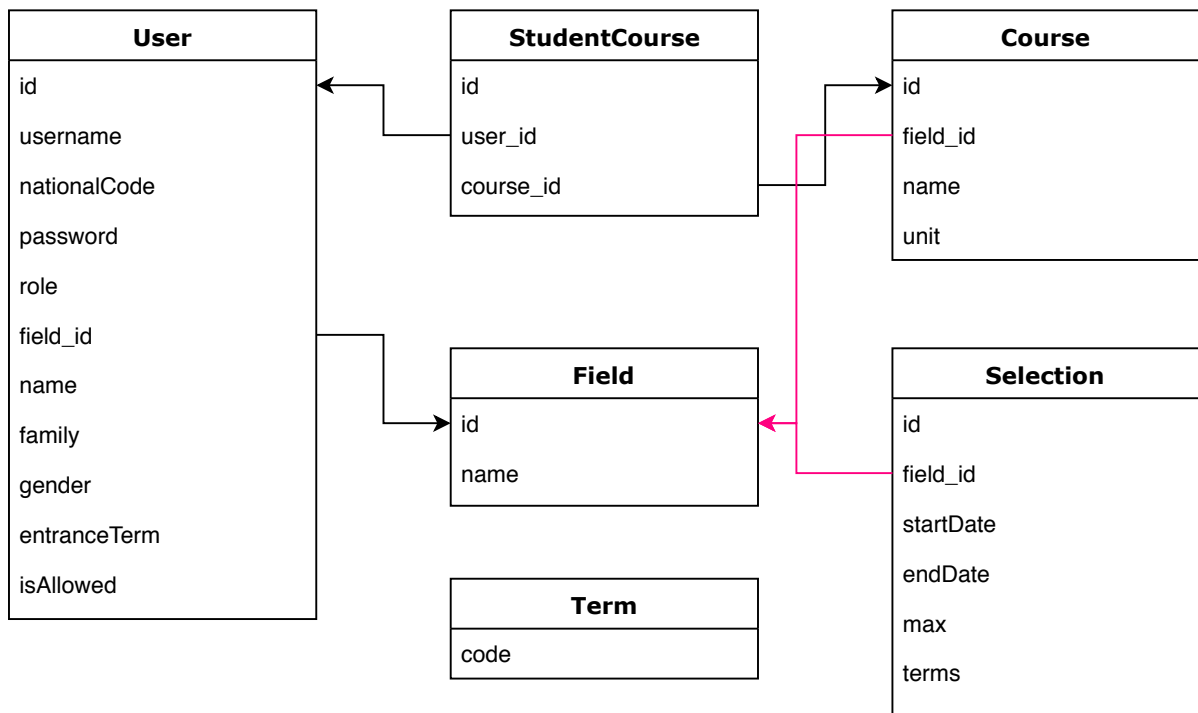 User
id
username
nationalCode
password
role
field_id
name
family
gender
entranceTerm
isAllowed
StudentCourse
id
user_id
course_id
Course
id
field_id
name
unit
Field
id
name
Selection
id
field_id
startDate
endDate
max
terms
Term
code